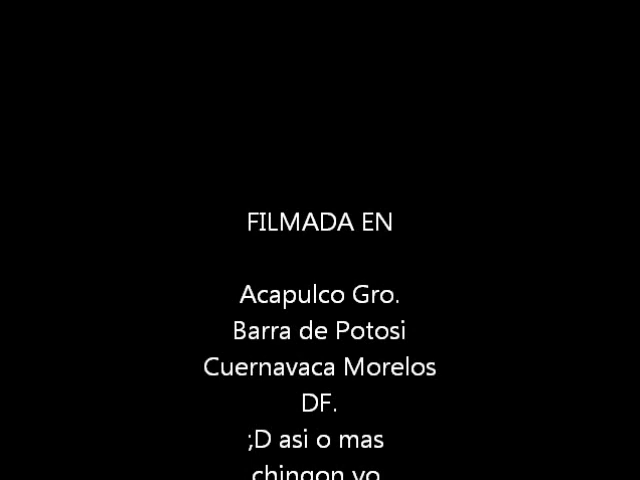 FILMADA EN
Acapulco Gro.
Barra de Potosi
Cuernavaca Morelos
DF.
;D asi o mas
chingon yo